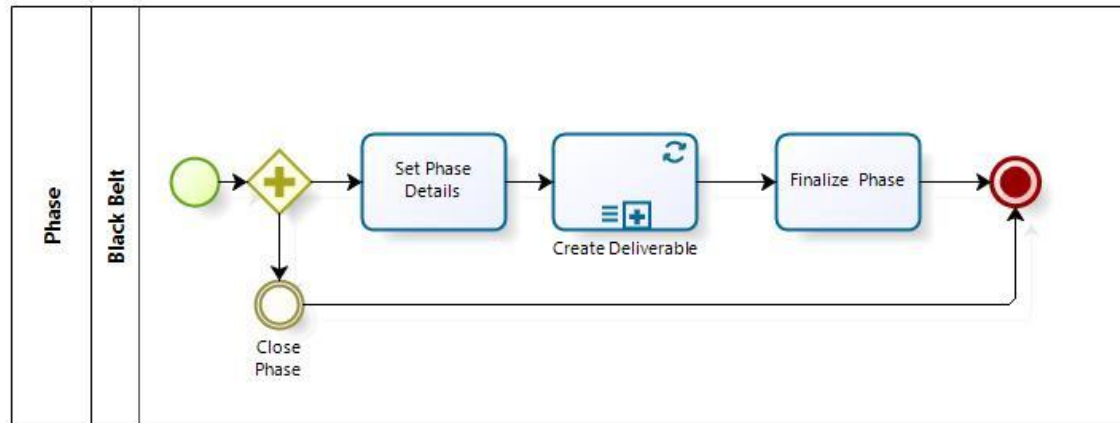 Phase
Black Belt
Set Phase
Details
Create Deliverable
Finalize Phase
Close
Phase